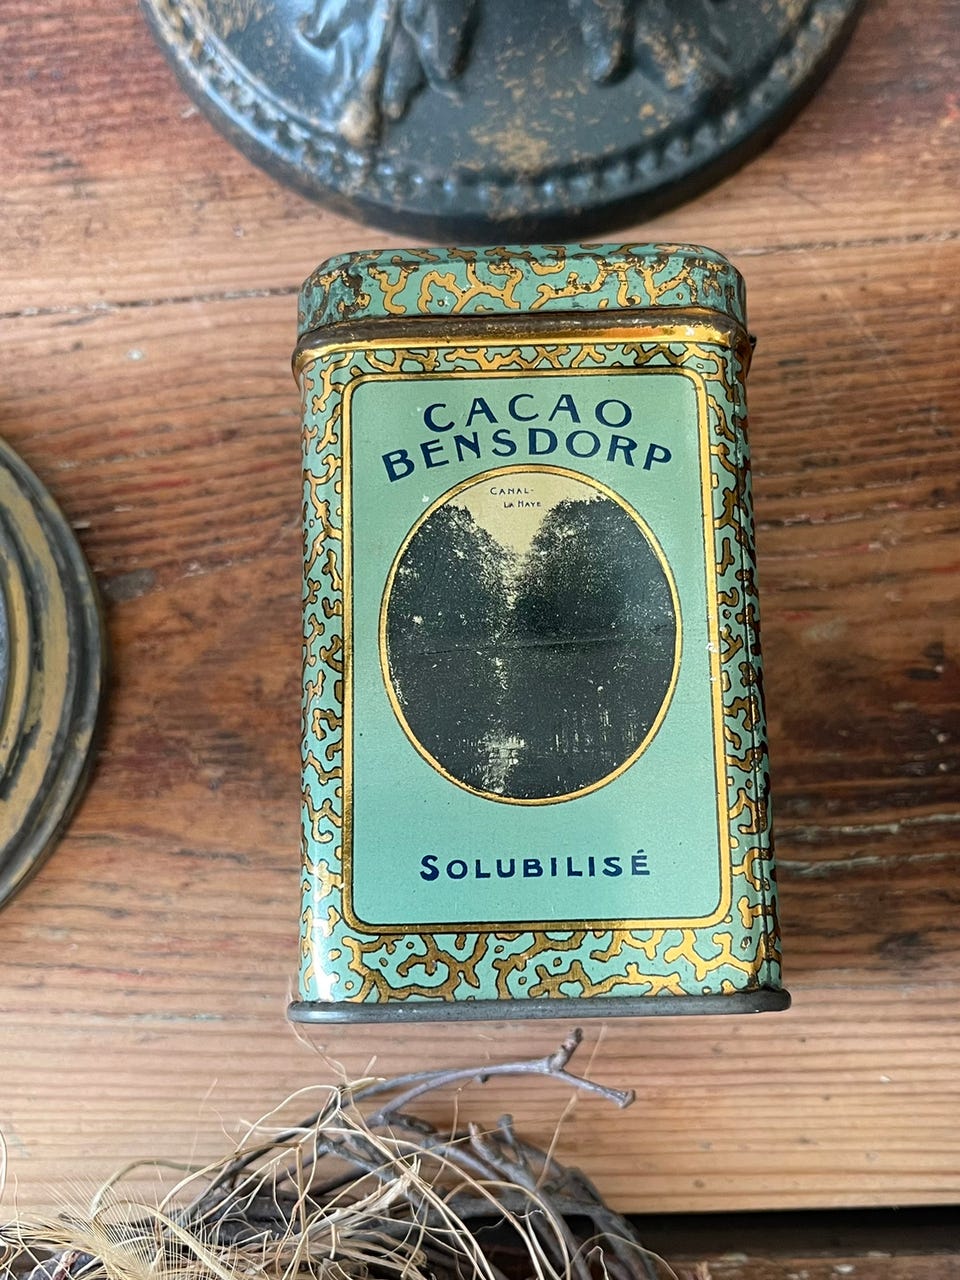 CACAO
BENSDORP
CANAL-
LA HAYE
SOLUBILISÉ